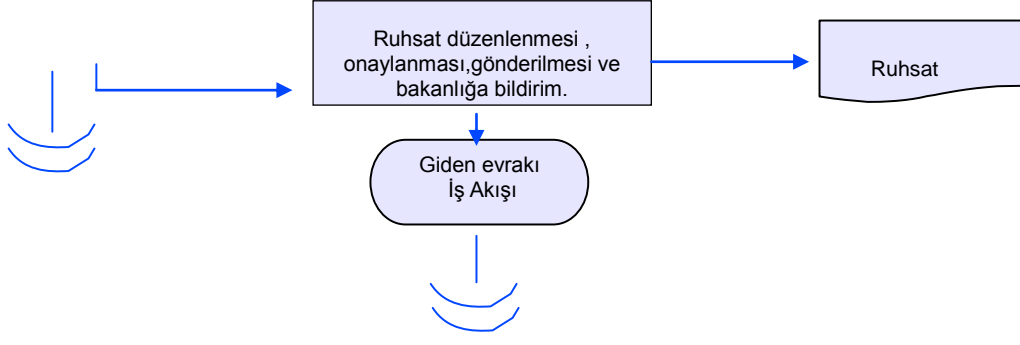 Ruhsat düzenlenmesi ,
onaylanması,gönderilmesi ve
bakanlığa bildirim.
Ruhsat
Giden evrakı
İş Akışı